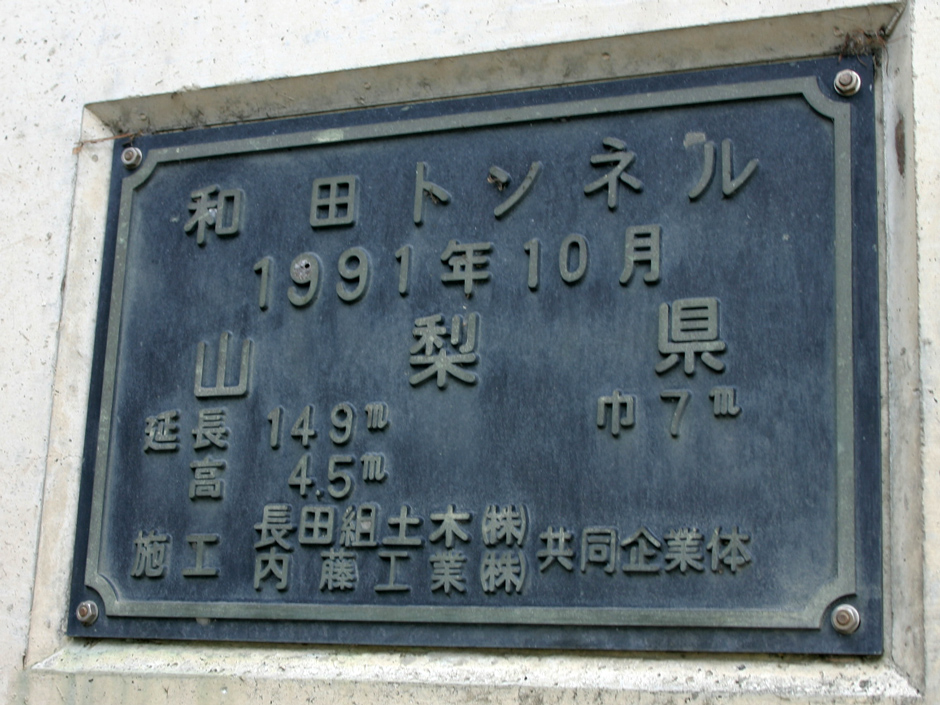 和田トンネル
1991年10月
山梨県
延長 149m 巾7m
高 4.5m
施工 長田組土木㈱ 共同企業体
内藤工業㈱